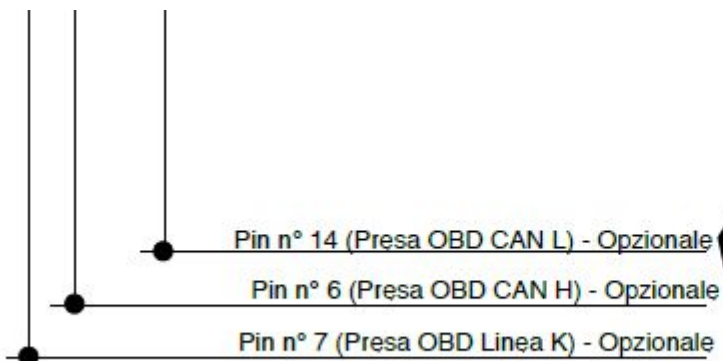 Pin n° 14 (Presa OBD CAN L) - Opzionale
Pin n° 6 (Presa OBD CAN H) - Opzionale
Pin n° 7 (Presa OBD Linea K) - Opzionale